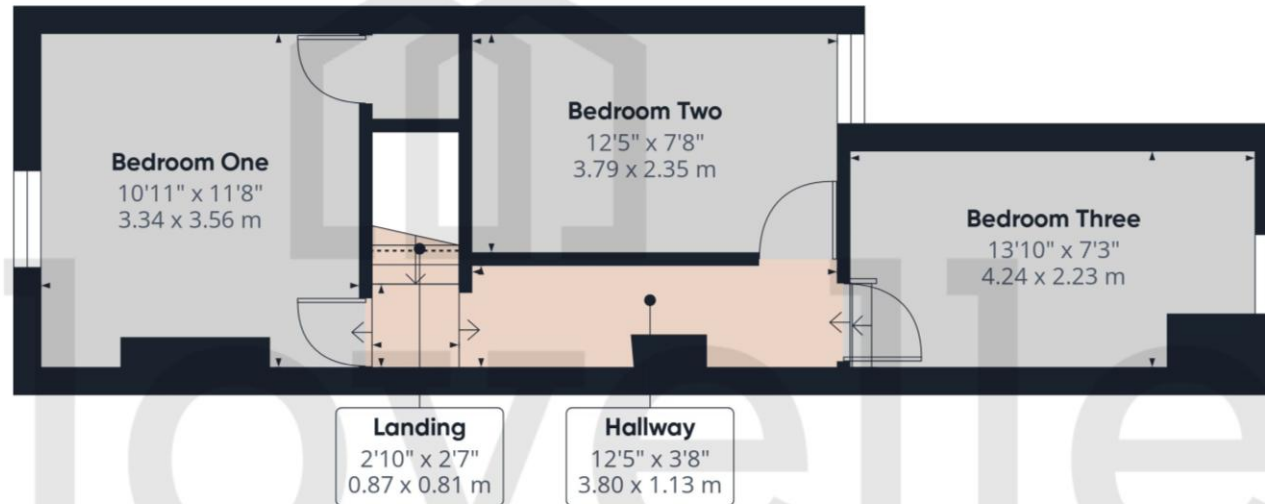 Bedroom One
10'11" x 11'8"
3.34 x 3.56 m
Bedroom Two
12'5" x 7'8"
3.79 x 2.35 m
Bedroom Three
13'10" x 7'3"
4.24 x 2.23 m
Landing
2'10" x 2'7"
0.87 x 0.81 m
Hallway
12'5" x 3'8"
3.80 x 1.13 m
lovelle